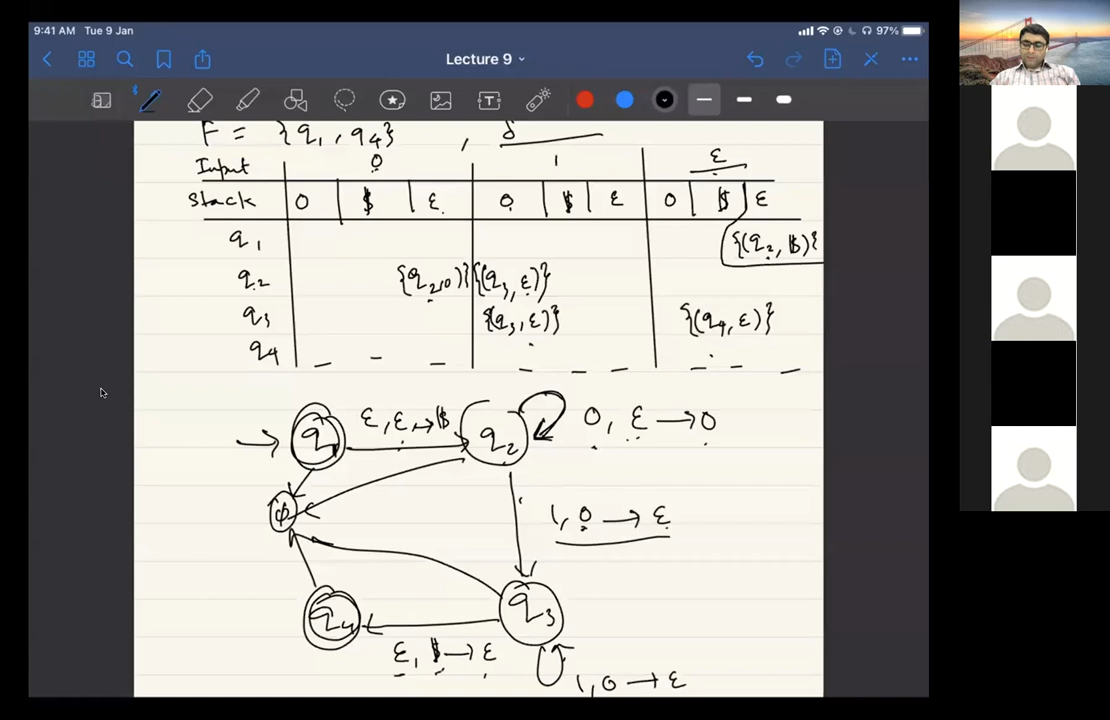 9:41 AM Tue 9 Jan
97%
Lecture 9
F = {q1, q4} , δ
Input 0 1 ε
Stack 0 $ ε 0 $ ε 0 $ ε
q1 {(q2, $)}
q2 {(q2,0)} {(q3, ε)}
q3 {(q3, ε)} {(q4, ε)}
q4 — — — — — — — — —
q1 ε, ε → $ q2 0, ε → 0
φ
1, 0 → ε
q4 q3
ε, $ → ε
1, 0 → ε